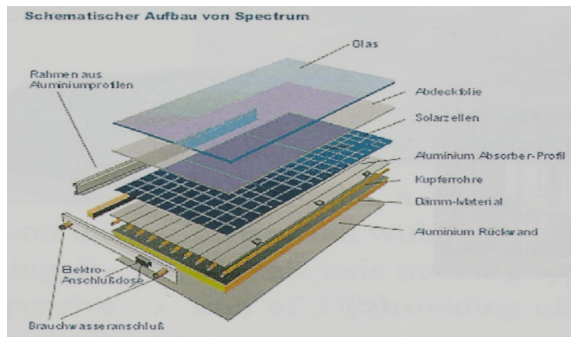 Schematischer Aufbau von Spectrum
Glas
Rahmen aus
Aluminiumprofilen
Abdeckfolie
Solarzellen
Aluminium Absorber-Profil
Kupferrohre
Dämm-Material
Aluminium Rückwand
Elektro-
Anschlußdose
Brauchwasseranschluß